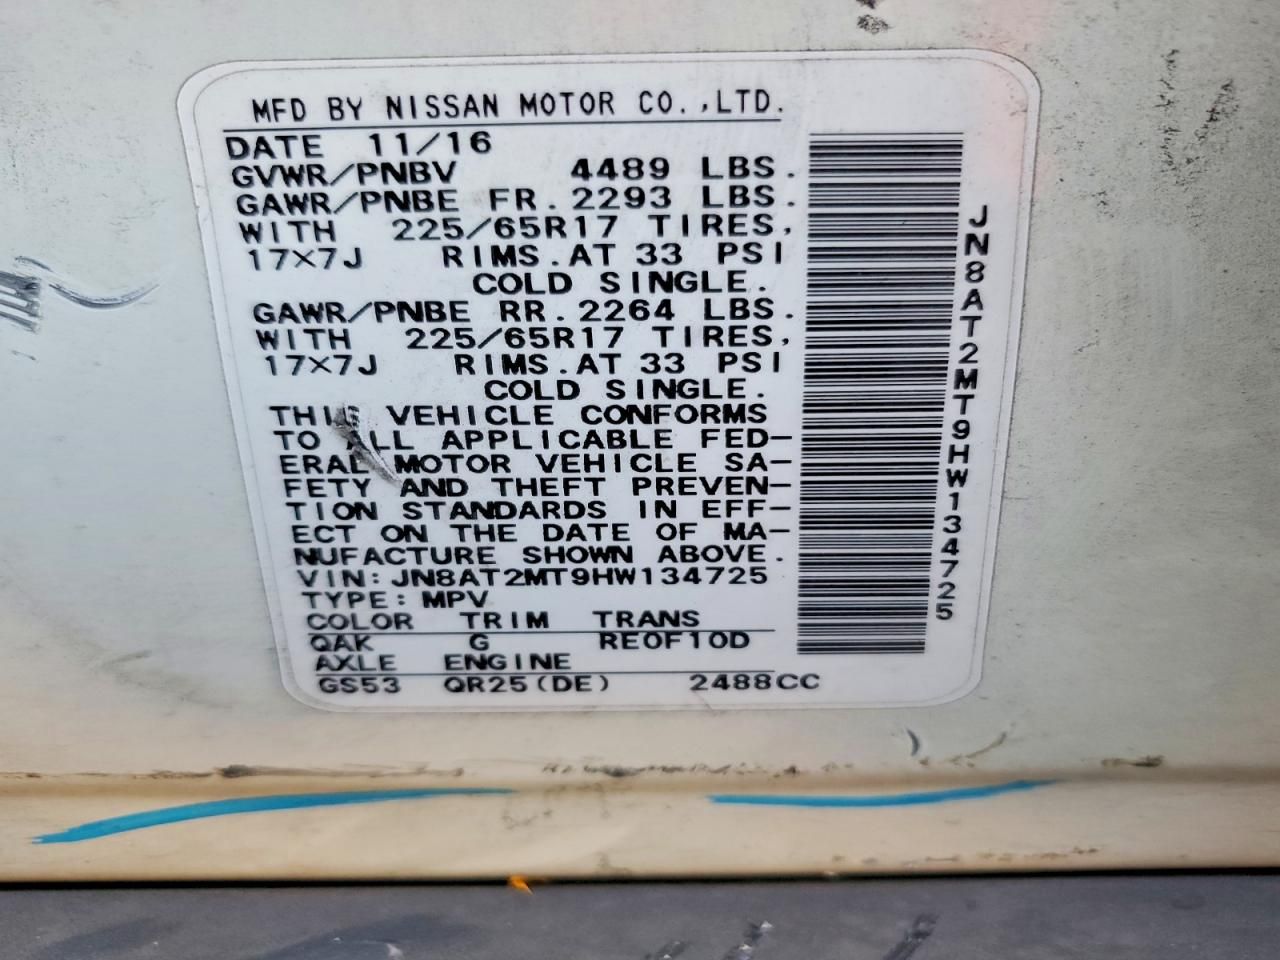 MFD BY NISSAN MOTOR CO.,LTD.
DATE 11/16
GVWR/PNBV 4489 LBS.
GAWR/PNBE FR. 2293 LBS.
WITH 225/65R17 TIRES,
17×7J RIMS.AT 33 PSI
COLD SINGLE.
GAWR/PNBE RR. 2264 LBS.
WITH 225/65R17 TIRES,
17×7J RIMS.AT 33 PSI
COLD SINGLE.
THIS VEHICLE CONFORMS
TO ALL APPLICABLE FED-
ERAL MOTOR VEHICLE SA-
FETY AND THEFT PREVEN-
TION STANDARDS IN EFF-
ECT ON THE DATE OF MA-
NUFACTURE SHOWN ABOVE.
VIN: JN8AT2MT9HW134725
TYPE: MPV
COLOR TRIM TRANS
QAK G RE0F10D
AXLE ENGINE
GS53 QR25(DE) 2488CC
JN8AT2MT9HW134725